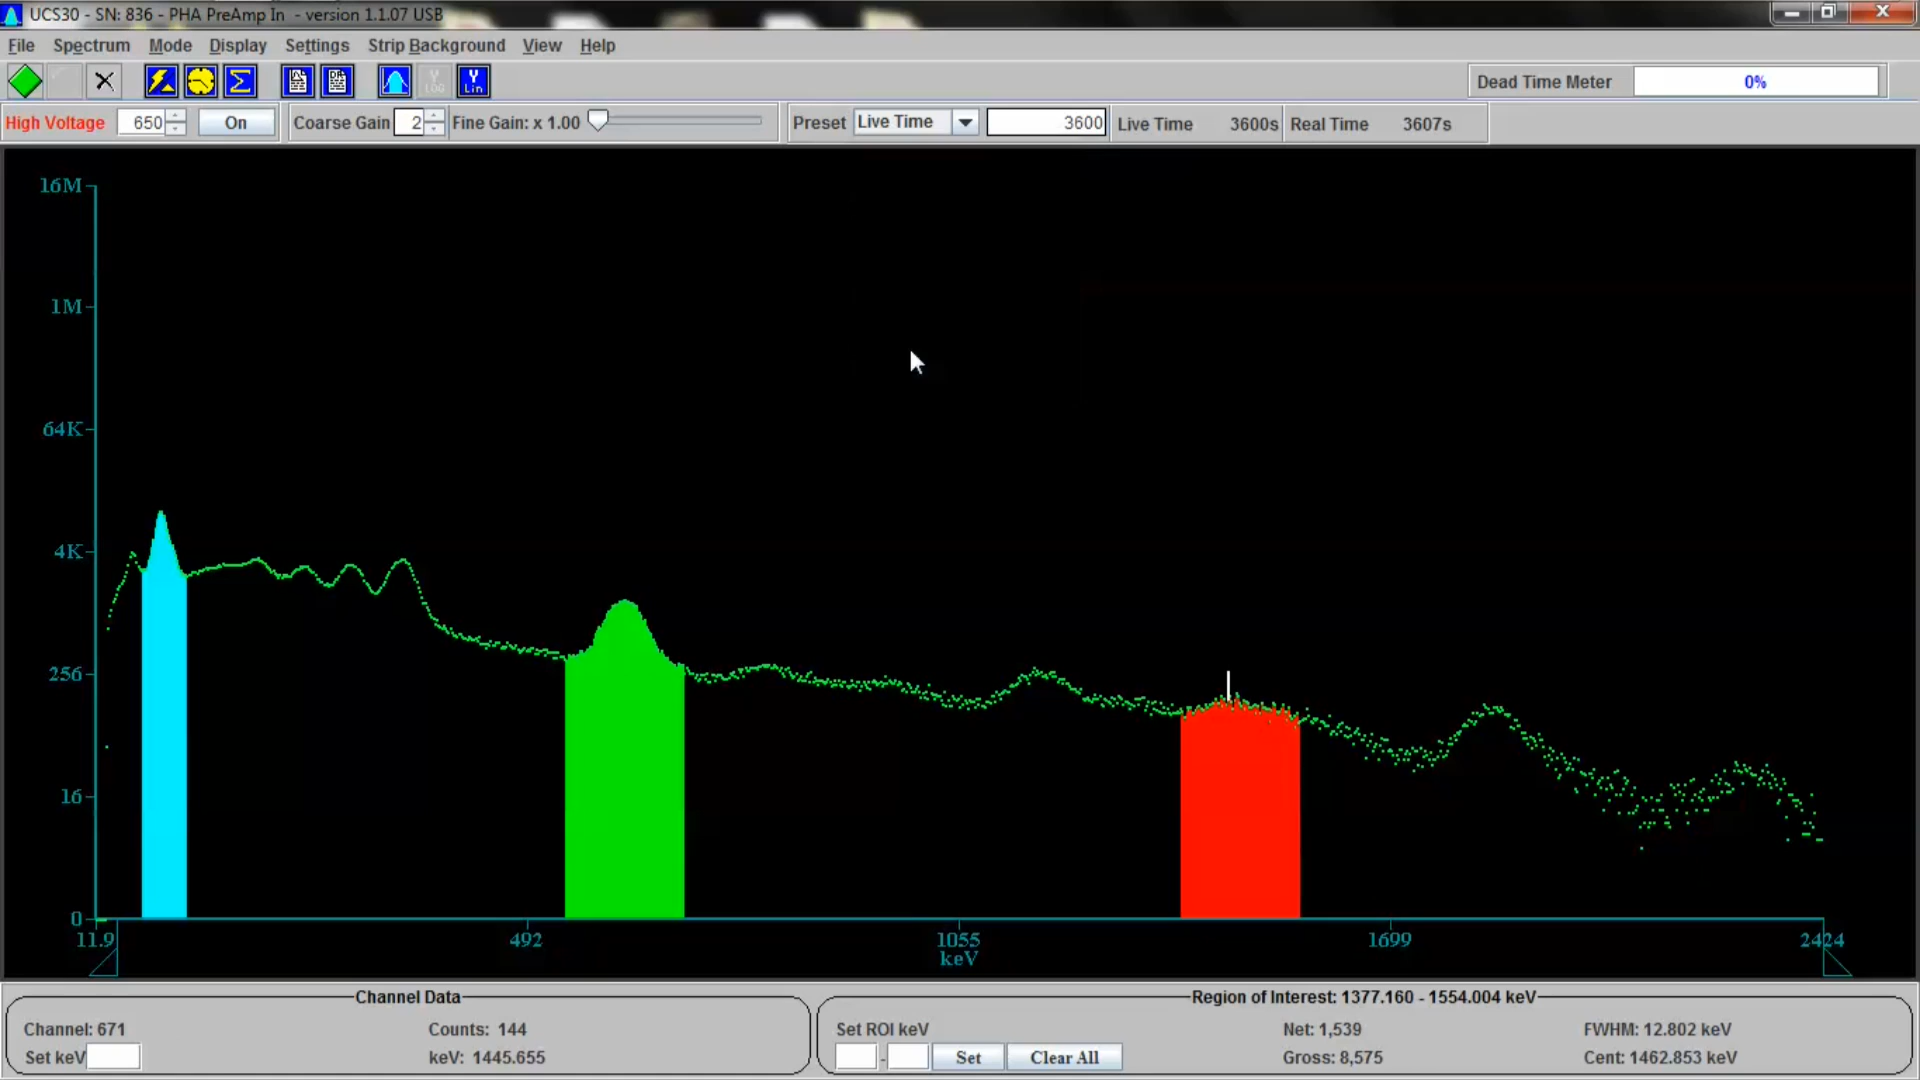 UCS30 - SN: 836 - PHA PreAmp In - version 1.1.07 USB
File Spectrum Mode Display Settings Strip Background View Help
Y LOG Y Lin
Dead Time Meter 0%
High Voltage 650 On Coarse Gain 2 Fine Gain: x 1.00 Preset Live Time 3600 Live Time 3600s Real Time 3607s
16M
1M
64K
4K
256
16
0
11.9 492 1055 1699 2424
keV
Channel Data
Channel: 671 Counts: 144
Set keV keV: 1445.655
Region of Interest: 1377.160 - 1554.004 keV
Set ROI keV Net: 1,539 FWHM: 12.802 keV
- Set Clear All Gross: 8,575 Cent: 1462.853 keV